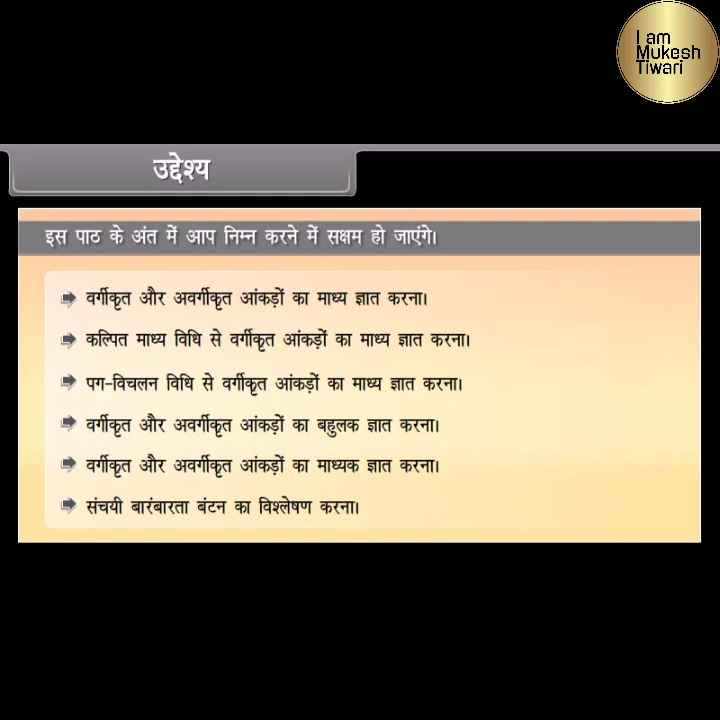 I am
Mukesh
Tiwari
उद्देश्य
इस पाठ के अंत में आप निम्न करने में सक्षम हो जाएंगे।
वर्गीकृत और अवर्गीकृत आंकड़ों का माध्य ज्ञात करना।
कल्पित माध्य विधि से वर्गीकृत आंकड़ों का माध्य ज्ञात करना।
पग-विचलन विधि से वर्गीकृत आंकड़ों का माध्य ज्ञात करना।
वर्गीकृत और अवर्गीकृत आंकड़ों का बहुलक ज्ञात करना।
वर्गीकृत और अवर्गीकृत आंकड़ों का माध्यक ज्ञात करना।
संचयी बारंबारता बंटन का विश्लेषण करना।